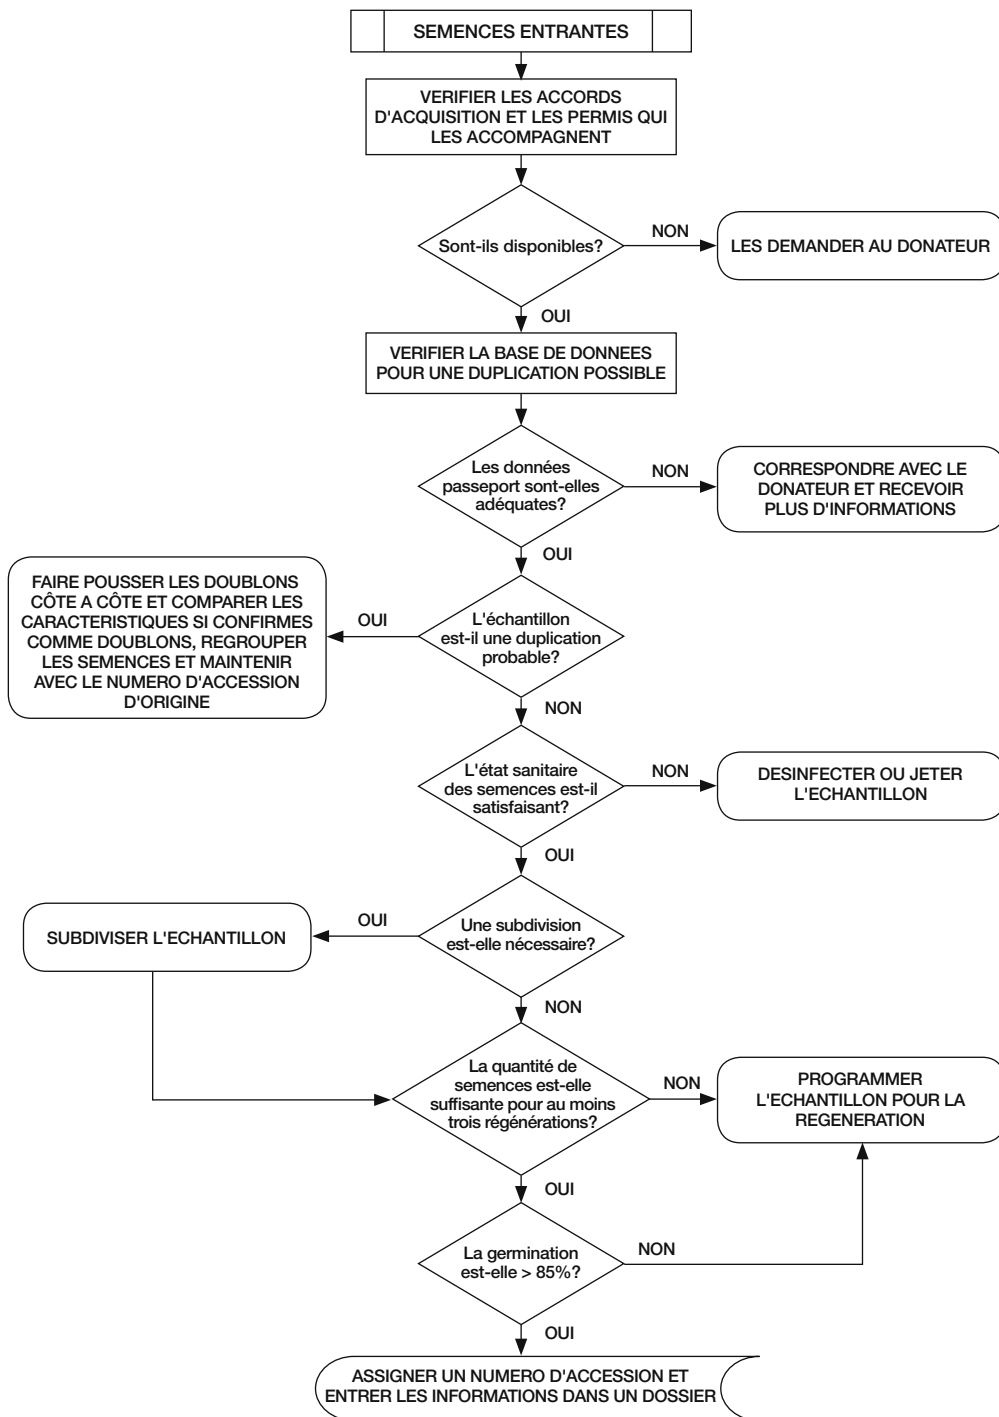 SEMENCES ENTRANTES
VERIFIER LES ACCORDS
D'ACQUISITION ET LES PERMIS QUI
LES ACCOMPAGNENT
Sont-ils disponibles?
NON
LES DEMANDER AU DONATEUR
OUI
VERIFIER LA BASE DE DONNEES
POUR UNE DUPLICATION POSSIBLE
Les données
passeport sont-elles
adéquates?
NON
CORRESPONDRE AVEC LE
DONATEUR ET RECEVOIR
PLUS D'INFORMATIONS
OUI
L'échantillon
est-il une duplication
probable?
OUI
FAIRE POUSSER LES DOUBLONS
CÔTE A CÔTE ET COMPARER LES
CARACTERISTIQUES SI CONFIRMES
COMME DOUBLONS, REGROUPER
LES SEMENCES ET MAINTENIR
AVEC LE NUMERO D'ACCESSION
D'ORIGINE
NON
L'état sanitaire
des semences est-il
satisfaisant?
NON
DESINFECTER OU JETER
L'ECHANTILLON
OUI
Une subdivision
est-elle nécessaire?
OUI
SUBDIVISER L'ECHANTILLON
NON
La quantité de
semences est-elle
suffisante pour au moins
trois régénérations?
NON
PROGRAMMER
L'ECHANTILLON POUR LA
REGENERATION
OUI
La germination
est-elle > 85%?
NON
OUI
ASSIGNER UN NUMERO D'ACCESSION ET
ENTRER LES INFORMATIONS DANS UN DOSSIER